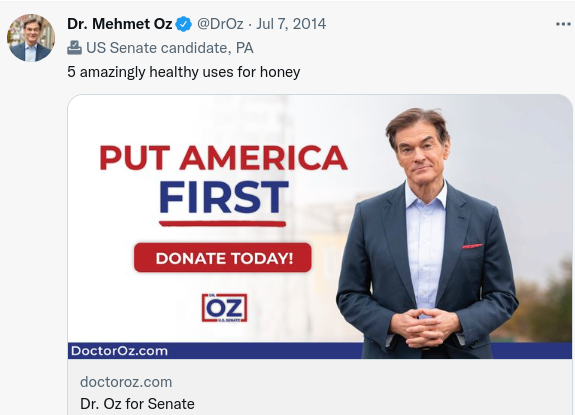 Dr. Mehmet Oz @DrOz · Jul 7, 2014
US Senate candidate, PA
5 amazingly healthy uses for honey
PUT AMERICA
FIRST
DONATE TODAY!
DR.
OZ
U.S. SENATE
DoctorOz.com
doctoroz.com
Dr. Oz for Senate